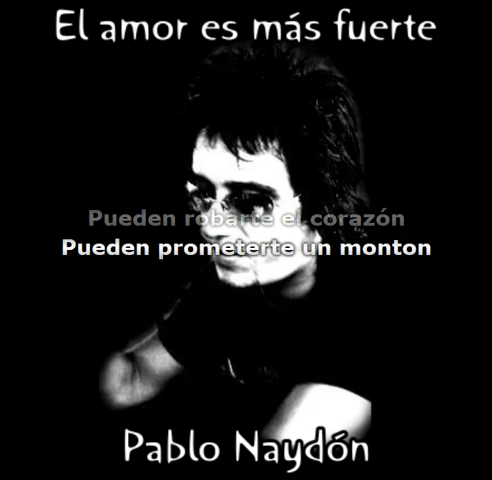 El amor es más fuerte
Pueden robarte el corazón
Pueden prometerte un monton
Pablo Naydón